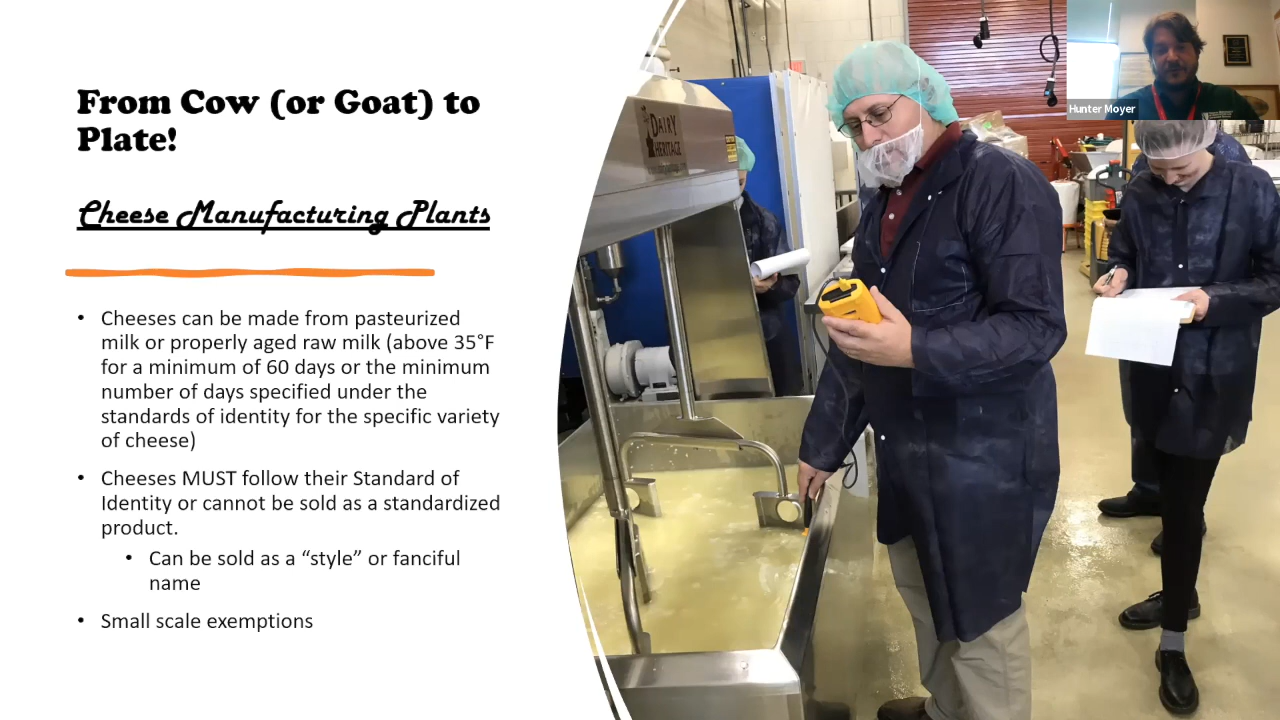 From Cow (or Goat) to
Plate!
Cheese Manufacturing Plants
• Cheeses can be made from pasteurized
milk or properly aged raw milk (above 35°F
for a minimum of 60 days or the minimum
number of days specified under the
standards of identity for the specific variety
of cheese)
• Cheeses MUST follow their Standard of
Identity or cannot be sold as a standardized
product.
• Can be sold as a “style” or fanciful
name
• Small scale exemptions
DAIRY
HERITAGE
Hunter Moyer